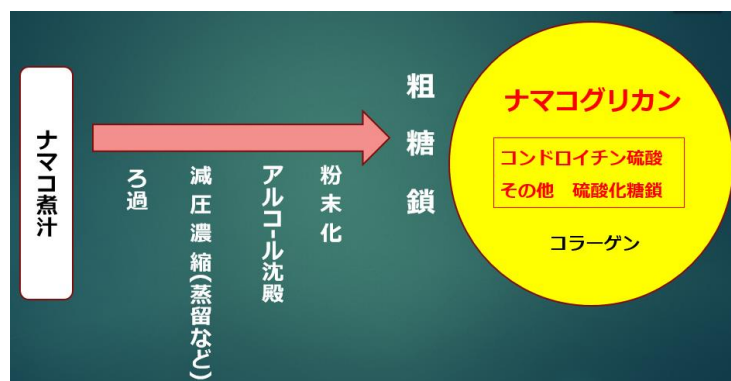 ナマコ煮汁
ろ過
減圧濃縮(蒸留など)
アルコール沈殿
粉末化
粗糖鎖
ナマコグリカン
コンドロイチン硫酸
その他 硫酸化糖鎖
コラーゲン